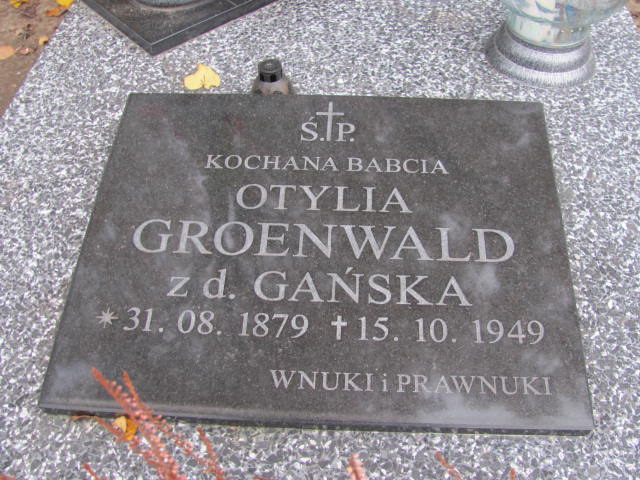 Ś.†P.
KOCHANA BABCIA
OTYLIA
GROENWALD
z d. GAŃSKA
*31. 08. 1879 †15. 10. 1949
WNUKI i PRAWNUKI